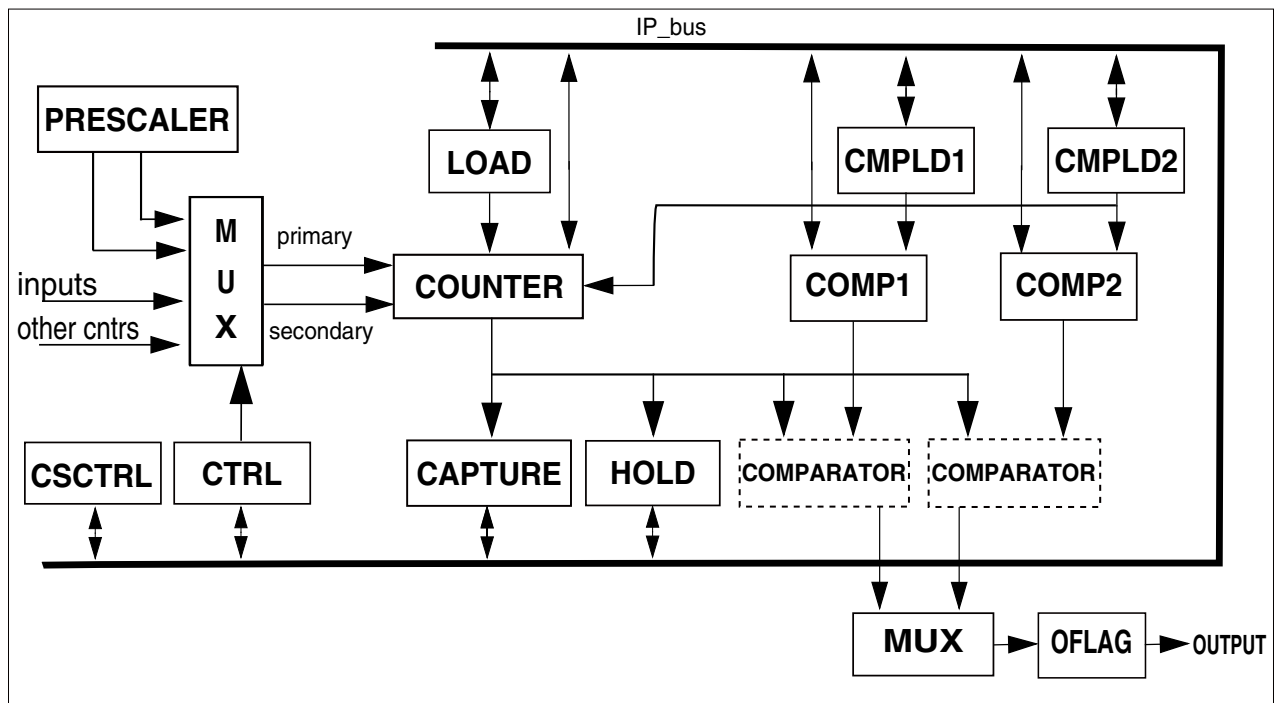 IP_bus
PRESCALER
LOAD
CMPLD1
CMPLD2
M
U
X
primary
secondary
inputs
other cntrs
COUNTER
COMP1
COMP2
CSCTRL
CTRL
CAPTURE
HOLD
COMPARATOR
COMPARATOR
MUX
OFLAG
OUTPUT